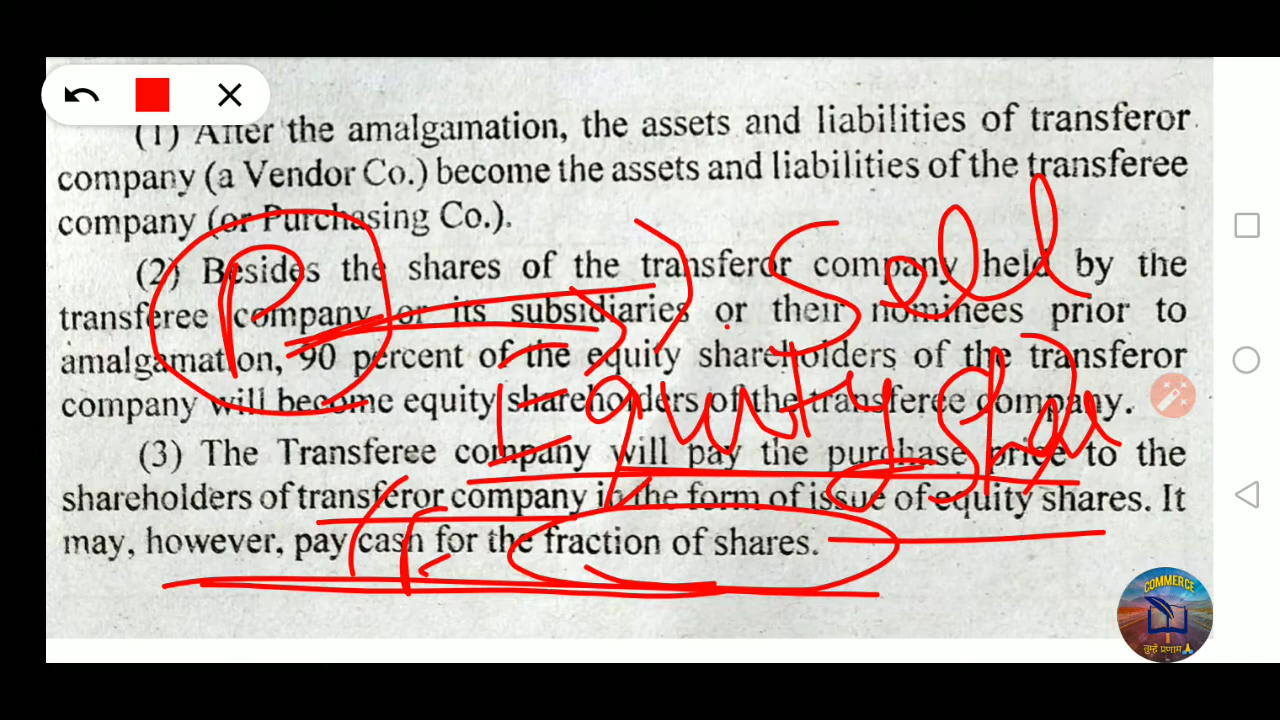 (1) After the amalgamation, the assets and liabilities of transferor
company (a Vendor Co.) become the assets and liabilities of the transferee
company (or Purchasing Co.).
(2) Besides the shares of the transferor company held by the
transferee company or its subsidiaries or their nominees prior to
amalgamation, 90 percent of the equity shareholders of the transferor
company will become equity shareholders of the transferee company.
(3) The Transferee company will pay the purchase price to the
shareholders of transferor company in the form of issue of equity shares. It
may, however, pay cash for the fraction of shares.
P
Sell
Equity Share
COMMERCE
तुम्हें प्रणाम🙏